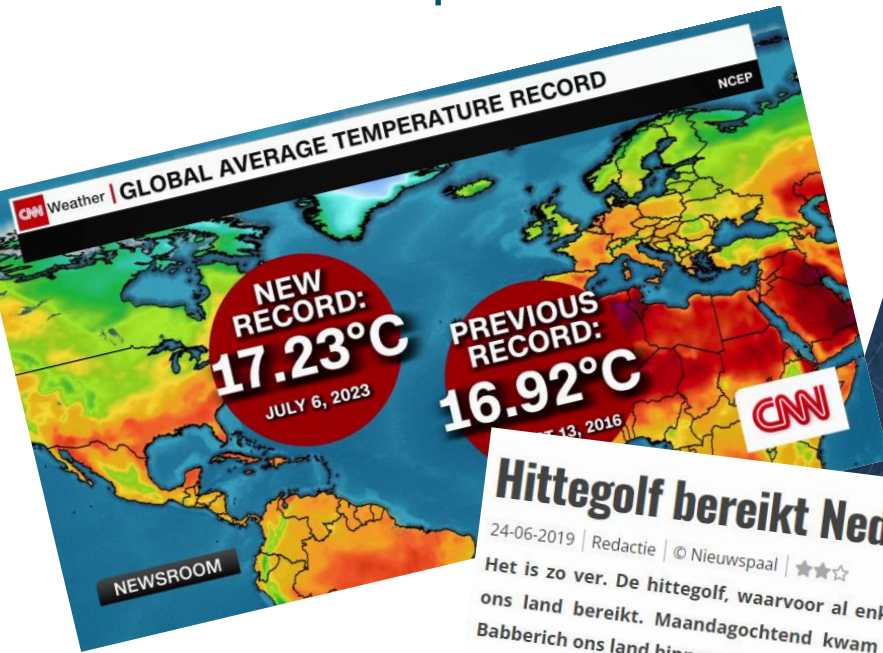 CNN Weather | GLOBAL AVERAGE TEMPERATURE RECORD
NCEP
NEW
RECORD:
17.23°C
JULY 6, 2023
PREVIOUS
RECORD:
16.92°C
13, 2016
CNN
NEWSROOM
Hittegolf bereikt
24-06-2019 | Redactie | © Nieuwspaal |
Het is zo ver. De hittegolf, waarvoor al
ons land bereikt. Maandagochtend kwam
Babberich ons land